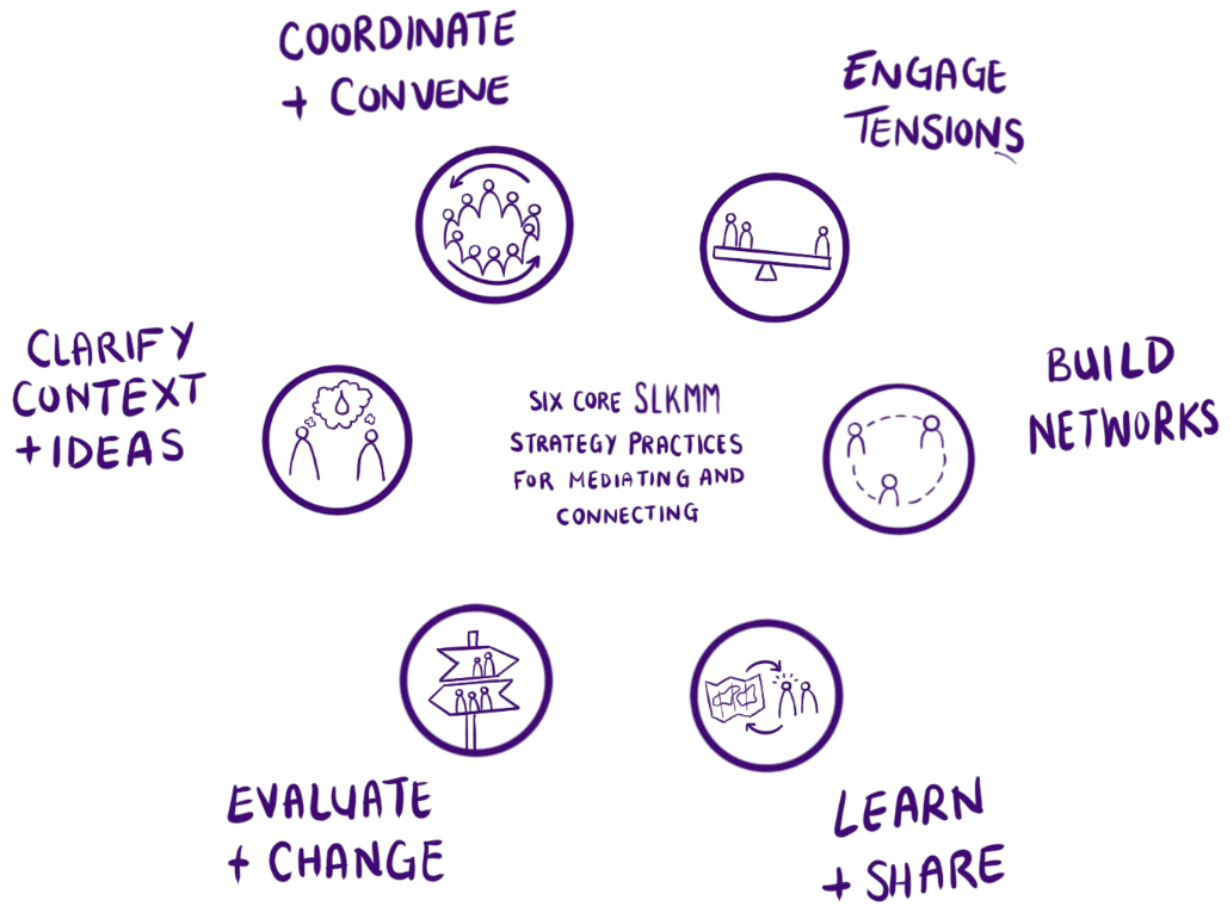 COORDINATE
+ CONVENE
ENGAGE
TENSIONS
CLARIFY
CONTEXT
+ IDEAS
SIX CORE SLKMM
STRATEGY PRACTICES
FOR MEDIATING AND
CONNECTING
BUILD
NETWORKS
EVALUATE
+ CHANGE
LEARN
+ SHARE